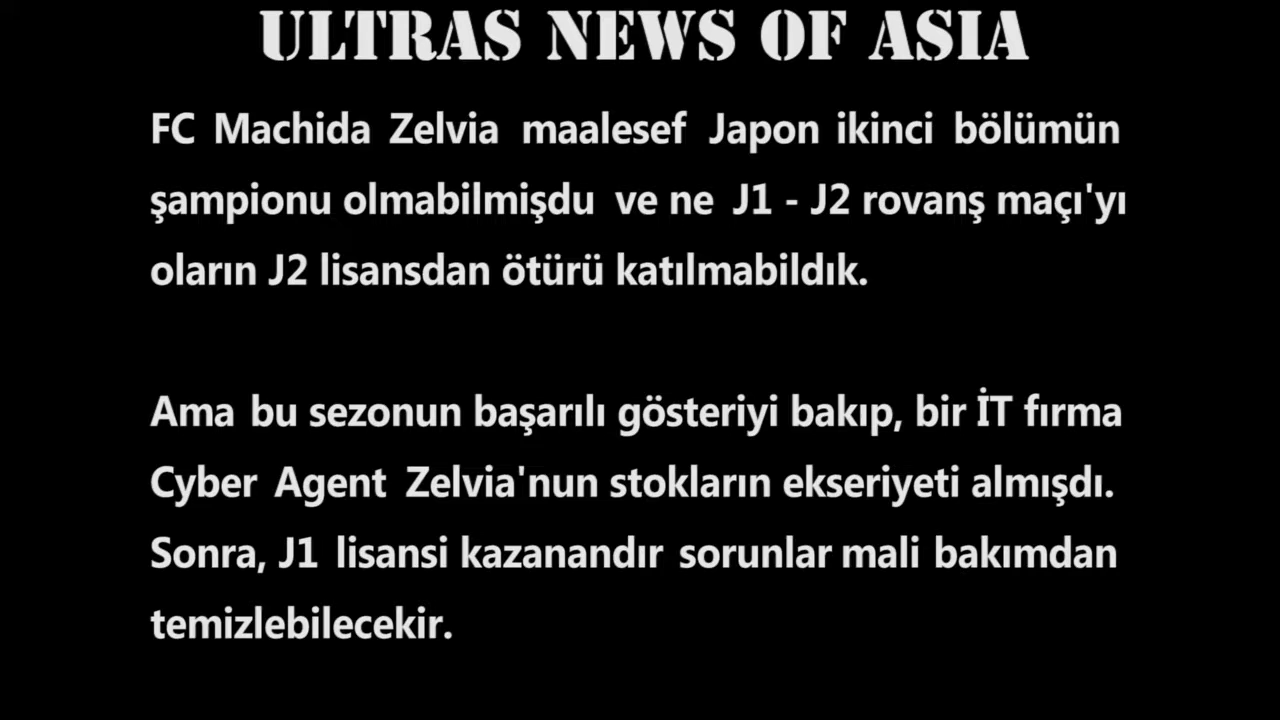 ULTRAS NEWS OF ASIA
FC Machida Zelvia maalesef Japon ikinci bölümün
şampionu olmabilmişdu ve ne J1 - J2 rovanş maçı'yı
oların J2 lisansdan ötürü katılmabildık.
Ama bu sezonun başarılı gösteriyi bakıp, bir İT fırma
Cyber Agent Zelvia'nun stokların ekseriyeti almışdı.
Sonra, J1 lisansi kazanandır sorunlar mali bakımdan
temizlebilecekir.